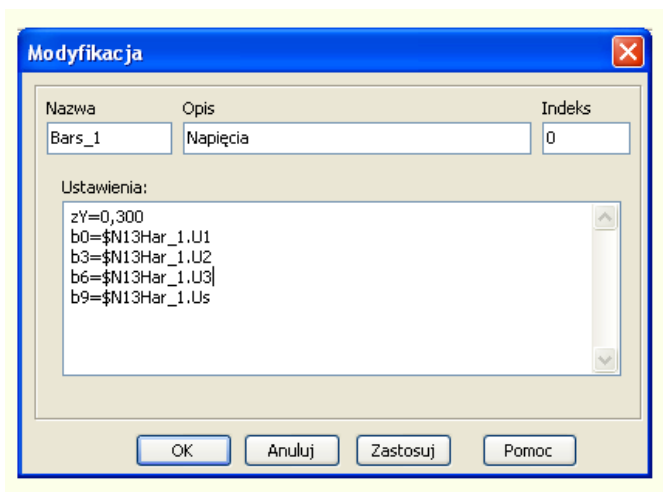 Modyfikacja
Nazwa Opis Indeks
Bars_1 Napięcia 0
Ustawienia:
zY=0,300
b0=$N13Har_1.U1
b3=$N13Har_1.U2
b6=$N13Har_1.U3
b9=$N13Har_1.Us
OK Anuluj Zastosuj Pomoc